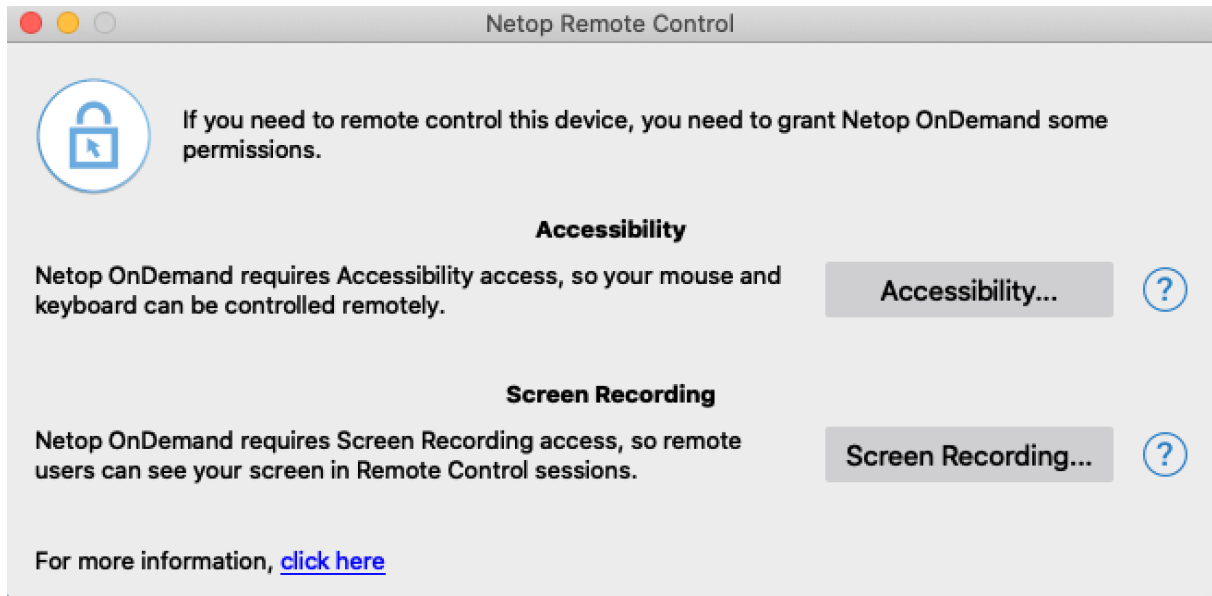 Netop Remote Control
If you need to remote control this device, you need to grant Netop OnDemand some
permissions.
Accessibility
Netop OnDemand requires Accessibility access, so your mouse and
keyboard can be controlled remotely.
Accessibility...
?
Screen Recording
Netop OnDemand requires Screen Recording access, so remote
users can see your screen in Remote Control sessions.
Screen Recording...
?
For more information, click here